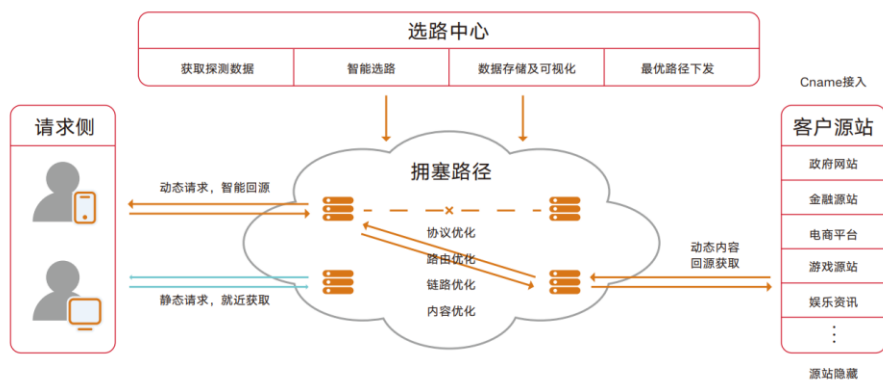 选路中心
获取探测数据
智能选路
数据存储及可视化
最优路径下发
Cname接入
请求侧
客户源站
拥塞路径
政府网站
动态请求，智能回源
金融源站
协议优化
电商平台
动态内容
回源获取
路由优化
游戏源站
链路优化
静态请求，就近获取
娱乐资讯
内容优化
⋮
源站隐藏